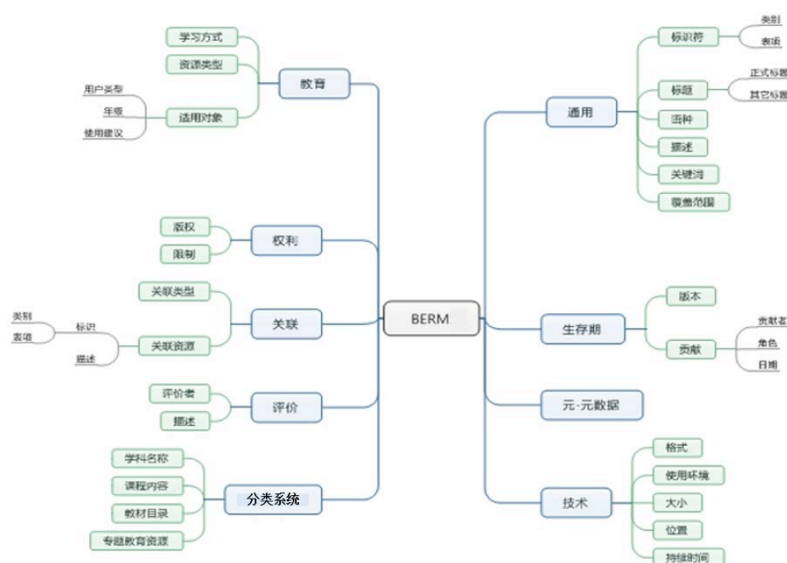 BERM
教育
学习方式
资源类型
适用对象
用户类型
年级
使用建议
权利
版权
限制
关联
关联类型
关联资源
标识
类别
表项
描述
评价
评价者
描述
分类系统
学科名称
课程内容
教材目录
专题教育资源
通用
标识符
类别
表项
标题
正式标题
其它标题
语种
描述
关键词
覆盖范围
生存期
版本
贡献
贡献者
角色
日期
元·元数据
技术
格式
使用环境
大小
位置
持续时间